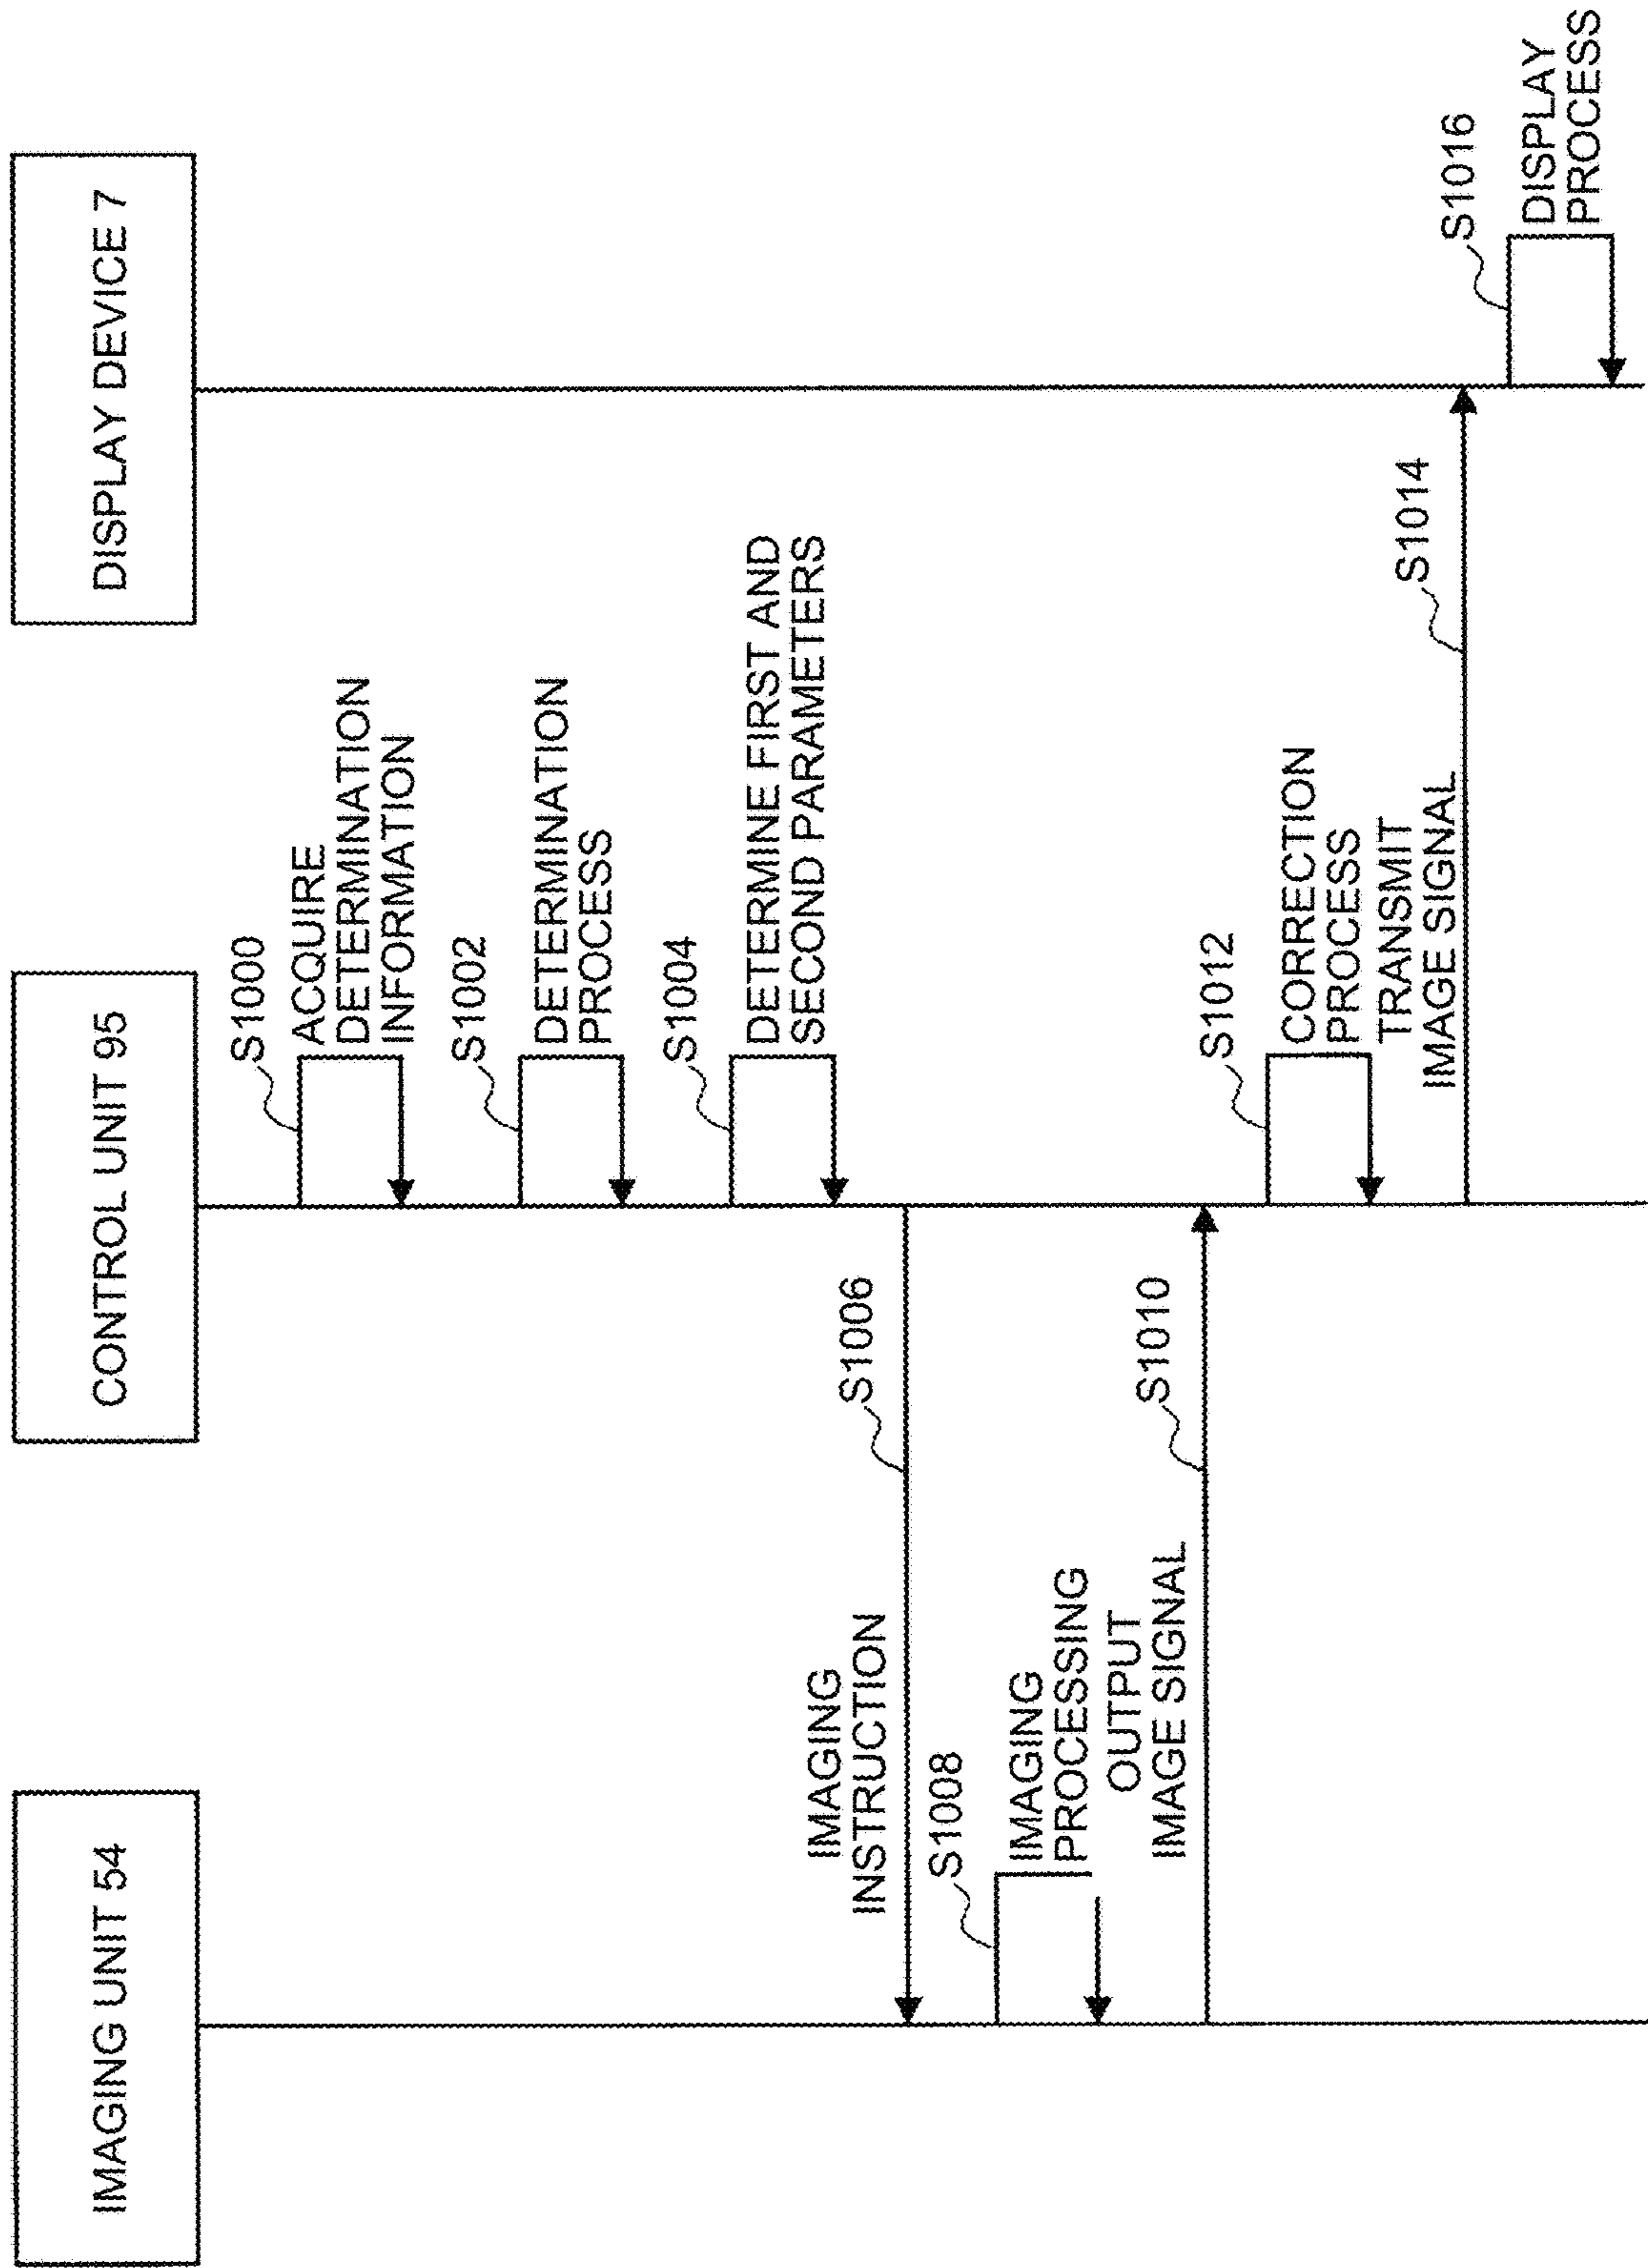 IMAGING UNIT 54
CONTROL UNIT 95
DISPLAY DEVICE 7
S1000
ACQUIRE
DETERMINATION
INFORMATION
S1002
DETERMINATION
PROCESS
S1004
DETERMINE FIRST AND
SECOND PARAMETERS
IMAGING
INSTRUCTION
S1006
S1008
IMAGING
PROCESSING
OUTPUT
IMAGE SIGNAL
S1010
S1012
CORRECTION
PROCESS
TRANSMIT
IMAGE SIGNAL
S1014
S1016
DISPLAY
PROCESS